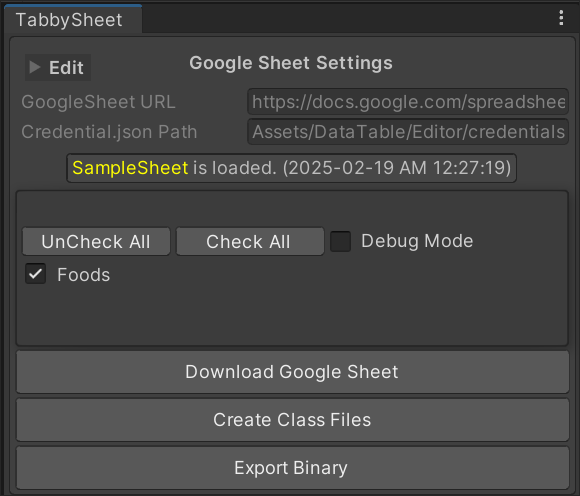 TabbySheet
Edit Google Sheet Settings
GoogleSheet URL https://docs.google.com/spreadshee
Credential.json Path Assets/DataTable/Editor/credentials
SampleSheet is loaded. (2025-02-19 AM 12:27:19)
UnCheck All Check All Debug Mode
Foods
Download Google Sheet
Create Class Files
Export Binary